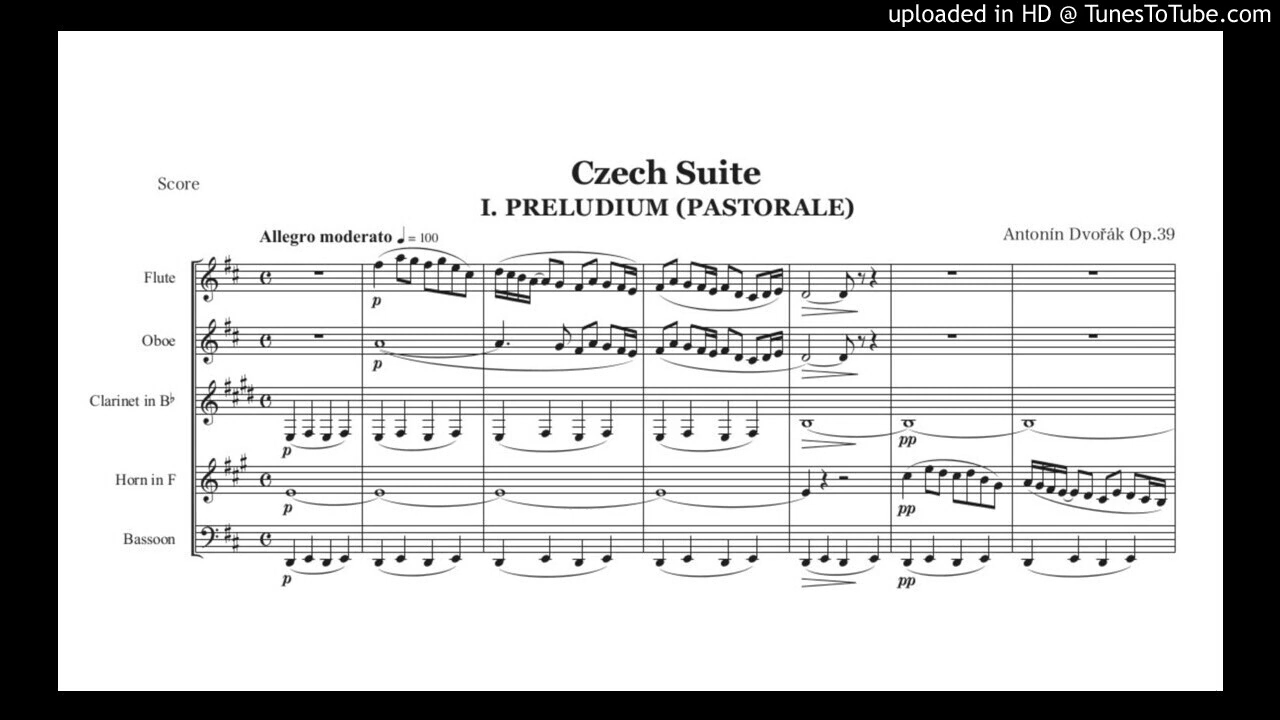 uploaded in HD @ TunesToTube.com
Czech Suite
Score
I. PRELUDIUM (PASTORALE)
Allegro moderato ♩ = 100
Antonín Dvořák Op.39
Flute
p
Oboe
p
Clarinet in B♭
p
pp
Horn in F
p
pp
Bassoon
p
pp